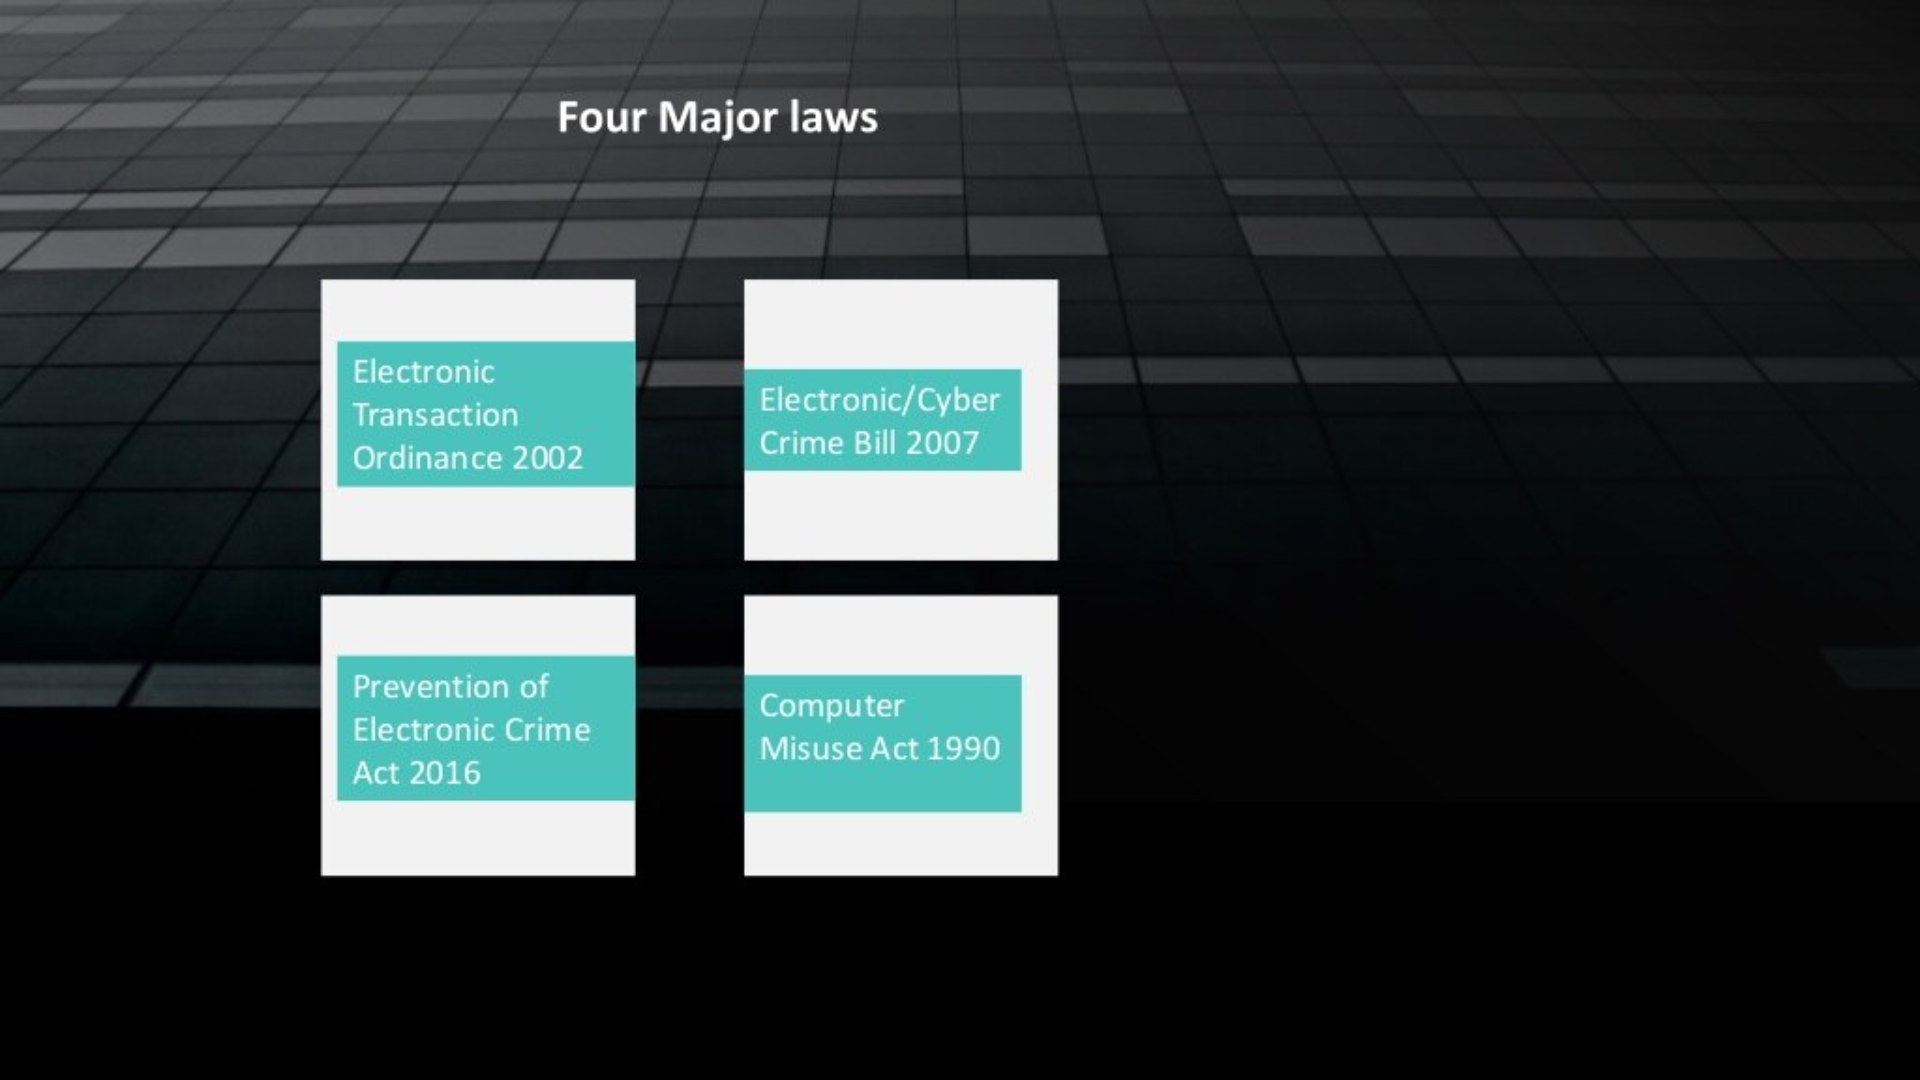 Four Major laws
Electronic
Transaction
Ordinance 2002
Electronic/Cyber
Crime Bill 2007
Prevention of
Electronic Crime
Act 2016
Computer
Misuse Act 1990